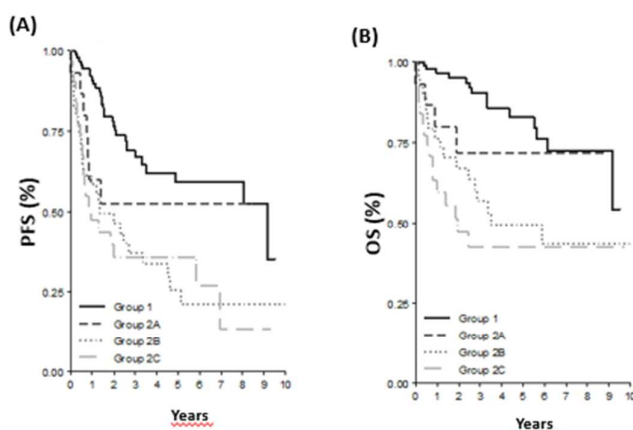 (A)
PFS (%)
1.00
0.75
0.50
0.25
0.00
Group 1
Group 2A
Group 2B
Group 2C
0 1 2 3 4 5 6 7 8 9 10
Years
(B)
OS (%)
1.00
0.75
0.50
0.25
0.00
Group 1
Group 2A
Group 2B
Group 2C
0 1 2 3 4 5 6 7 8 9 10
Years